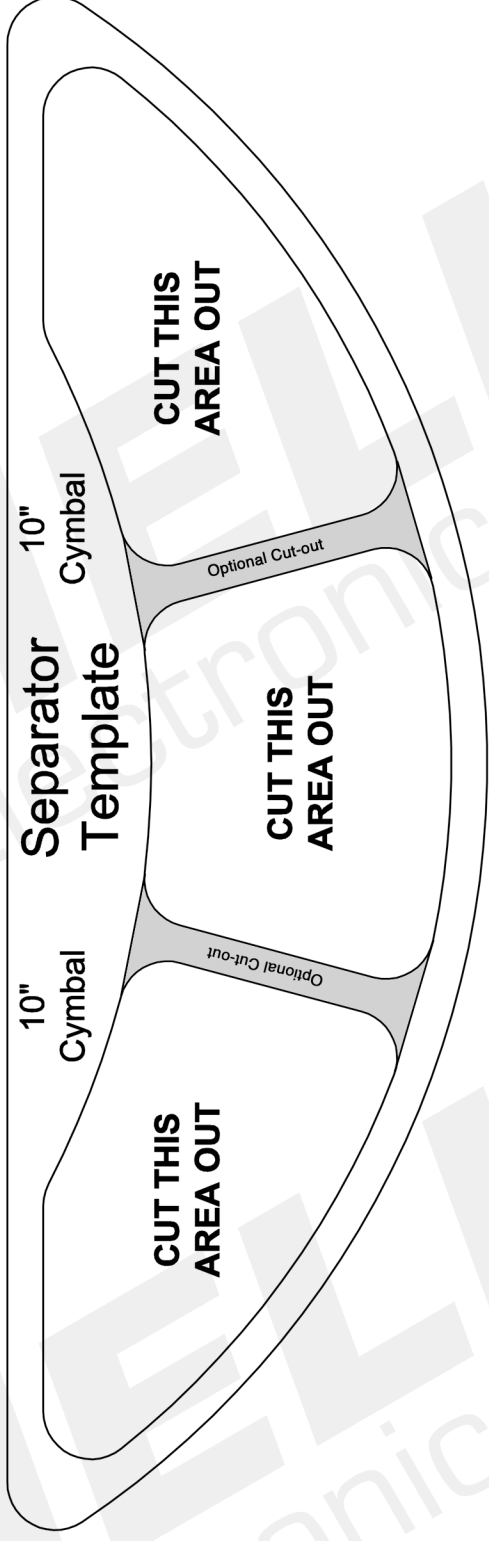 10"
Cymbal
Separator
Template
10"
Cymbal
CUT THIS
AREA OUT
Optional Cut-out
CUT THIS
AREA OUT
Optional Cut-out
CUT THIS
AREA OUT